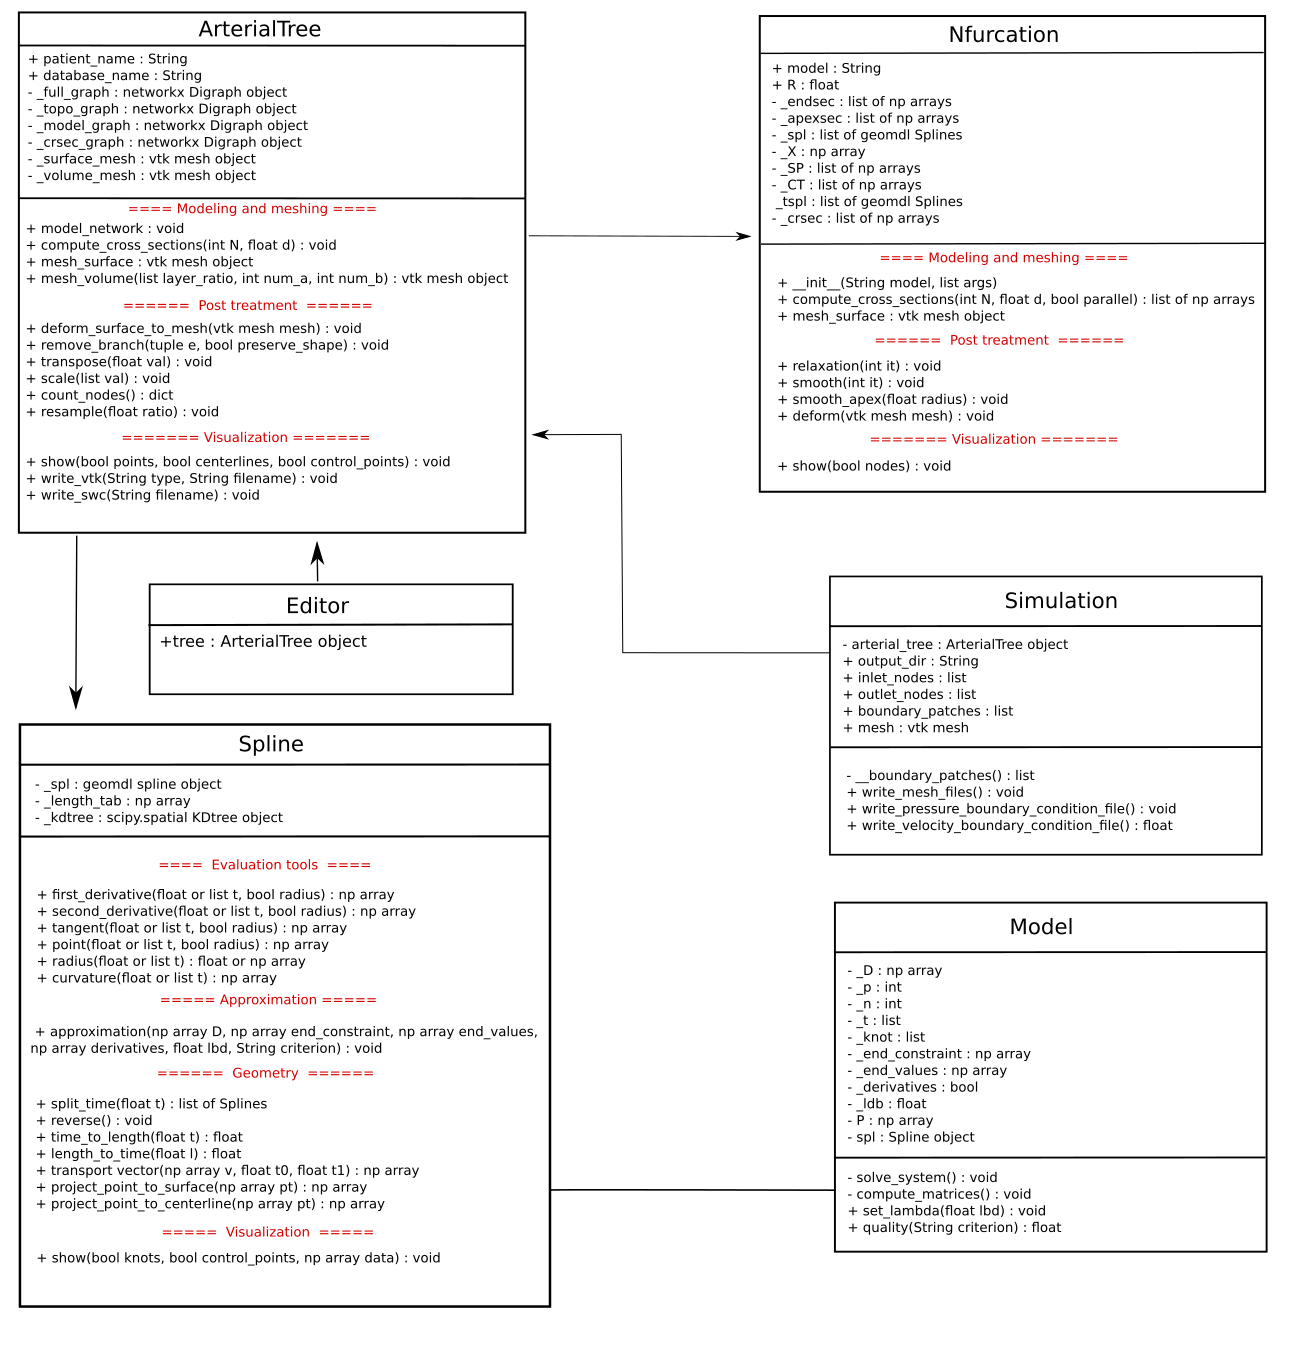 ArterialTree
+ patient_name : String
+ database_name : String
- _full_graph : networkx Digraph object
- _topo_graph : networkx Digraph object
- _model_graph : networkx Digraph object
- _crsec_graph : networkx Digraph object
- _surface_mesh : vtk mesh object
- _volume_mesh : vtk mesh object
==== Modeling and meshing ====
+ model_network : void
+ compute_cross_sections(int N, float d) : void
+ mesh_surface : vtk mesh object
+ mesh_volume(list layer_ratio, int num_a, int num_b) : vtk mesh object
====== Post treatment ======
+ deform_surface_to_mesh(vtk mesh mesh) : void
+ remove_branch(tuple e, bool preserve_shape) : void
+ transpose(float val) : void
+ scale(list val) : void
+ count_nodes() : dict
+ resample(float ratio) : void
======= Visualization =======
+ show(bool points, bool centerlines, bool control_points) : void
+ write_vtk(String type, String filename) : void
+ write_swc(String filename) : void
Nfurcation
+ model : String
+ R : float
- _endsec : list of np arrays
- _apexsec : list of np arrays
- _spl : list of geomdl Splines
- _X : np array
- _SP : list of np arrays
- _CT : list of np arrays
_tspl : list of geomdl Splines
- _crsec : list of np arrays
==== Modeling and meshing ====
+ __init__(String model, list args)
+ compute_cross_sections(int N, float d, bool parallel) : list of np arrays
+ mesh_surface : vtk mesh object
====== Post treatment ======
+ relaxation(int it) : void
+ smooth(int it) : void
+ smooth_apex(float radius) : void
+ deform(vtk mesh mesh) : void
======= Visualization =======
+ show(bool nodes) : void
Editor
+tree : ArterialTree object
Simulation
- arterial_tree : ArterialTree object
+ output_dir : String
+ inlet_nodes : list
+ outlet_nodes : list
+ boundary_patches : list
+ mesh : vtk mesh
- __boundary_patches() : list
+ write_mesh_files() : void
+ write_pressure_boundary_condition_file() : void
+ write_velocity_boundary_condition_file() : float
Spline
- _spl : geomdl spline object
- _length_tab : np array
- _kdtree : scipy.spatial KDtree object
==== Evaluation tools ====
+ first_derivative(float or list t, bool radius) : np array
+ second_derivative(float or list t, bool radius) : np array
+ tangent(float or list t, bool radius) : np array
+ point(float or list t, bool radius) : np array
+ radius(float or list t) : float or np array
+ curvature(float or list t) : np array
===== Approximation =====
+ approximation(np array D, np array end_constraint, np array end_values,
np array derivatives, float lbd, String criterion) : void
====== Geometry ======
+ split_time(float t) : list of Splines
+ reverse() : void
+ time_to_length(float t) : float
+ length_to_time(float l) : float
+ transport vector(np array v, float t0, float t1) : np array
+ project_point_to_surface(np array pt) : np array
+ project_point_to_centerline(np array pt) : np array
===== Visualization =====
+ show(bool knots, bool control_points, np array data) : void
Model
- _D : np array
- _p : int
- _n : int
- _t : list
- _knot : list
- _end_constraint : np array
- _end_values : np array
- _derivatives : bool
- _ldb : float
- P : np array
- spl : Spline object
- solve_system() : void
- compute_matrices() : void
+ set_lambda(float lbd) : void
+ quality(String criterion) : float